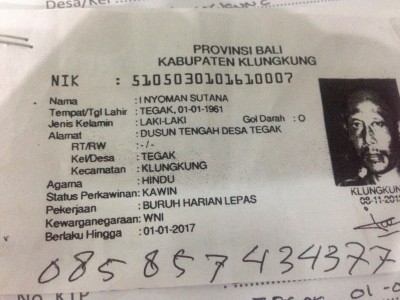 Desa/Kel
PROVINSI BALI
KABUPATEN KLUNGKUNG
NIK : 5105030101610007
Nama : I NYOMAN SUTANA
Tempat/Tgl Lahir : TEGAK, 01-01-1961
Jenis Kelamin : LAKI-LAKI Gol Darah : O
Alamat : DUSUN TENGAH DESA TEGAK
RT/RW : -/-
Kel/Desa : TEGAK
Kecamatan : KLUNGKUNG
Agama : HINDU
Status Perkawinan: KAWIN
Pekerjaan : BURUH HARIAN LEPAS
Kewarganegaraan: WNI
Berlaku Hingga : 01-01-2017
KLUNGKUNG
08-11-201
085857434377
No KTP
01-0